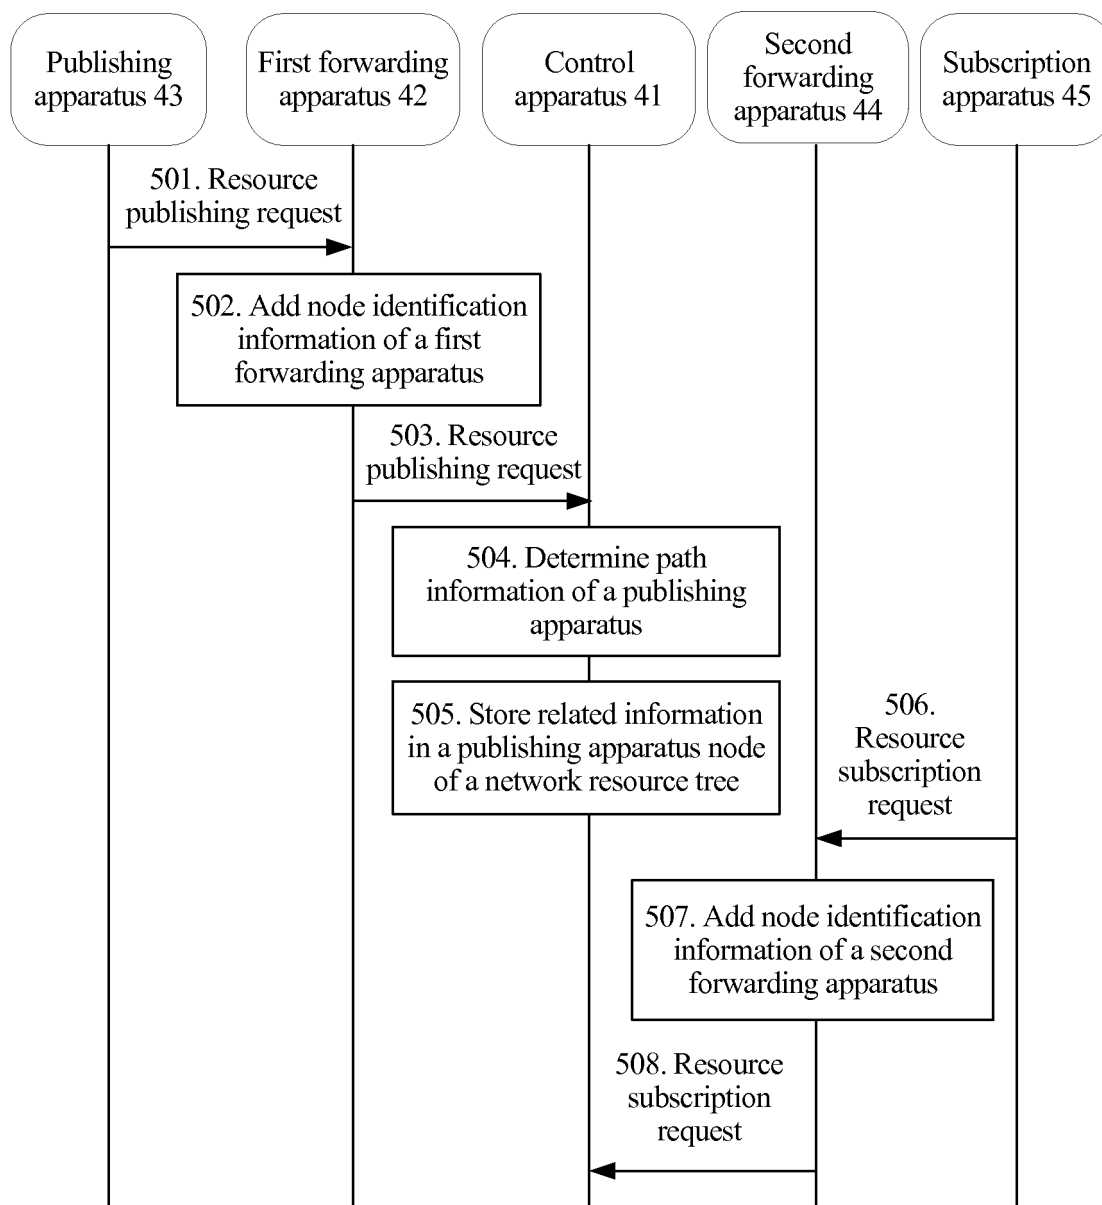 Publishing
apparatus 43
First forwarding
apparatus 42
Control
apparatus 41
Second
forwarding
apparatus 44
Subscription
apparatus 45
501. Resource
publishing request
502. Add node identification
information of a first
forwarding apparatus
503. Resource
publishing request
504. Determine path
information of a publishing
apparatus
505. Store related information
in a publishing apparatus node
of a network resource tree
506.
Resource
subscription
request
507. Add node identification
information of a second
forwarding apparatus
508. Resource
subscription
request